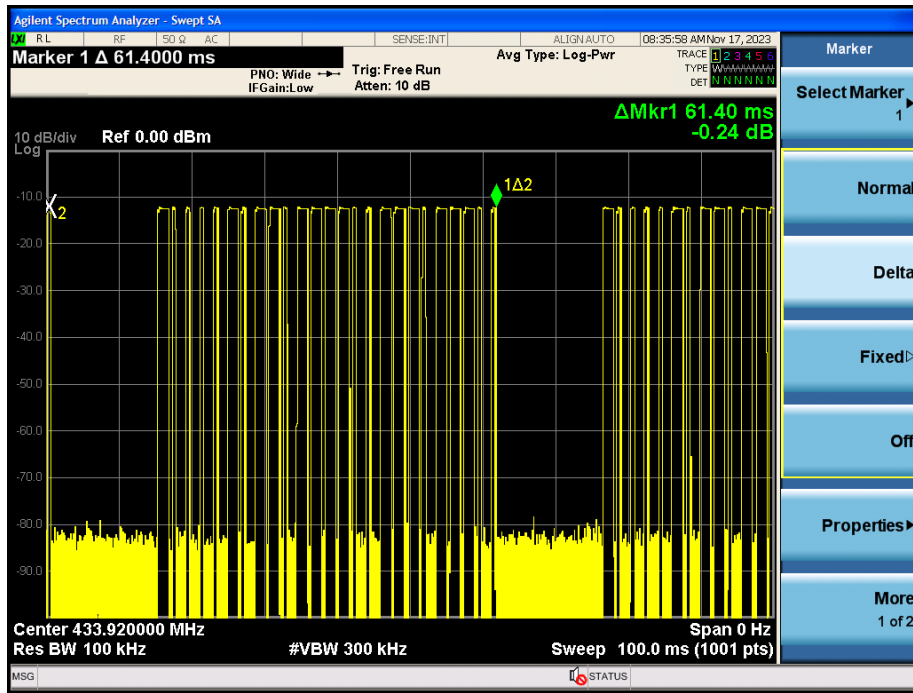 Agilent Spectrum Analyzer - Swept SA
LXI RL RF 50 Ω AC SENSE:INT ALIGN AUTO 08:35:58 AM Nov 17, 2023
Marker 1 Δ 61.4000 ms
Avg Type: Log-Pwr
TRACE 1 2 3 4 5 6
PNO: Wide Trig: Free Run
TYPE WWWWWW
IFGain:Low Atten: 10 dB
DET N N N N N N
ΔMkr1 61.40 ms
-0.24 dB
10 dB/div Ref 0.00 dBm
Log
1Δ2
-10.0
2
-20.0
-30.0
-40.0
-50.0
-60.0
-70.0
-80.0
-90.0
Center 433.920000 MHz Span 0 Hz
Res BW 100 kHz #VBW 300 kHz Sweep 100.0 ms (1001 pts)
MSG STATUS
Marker
Select Marker
1
Normal
Delta
Fixed
Off
Properties
More
1 of 2